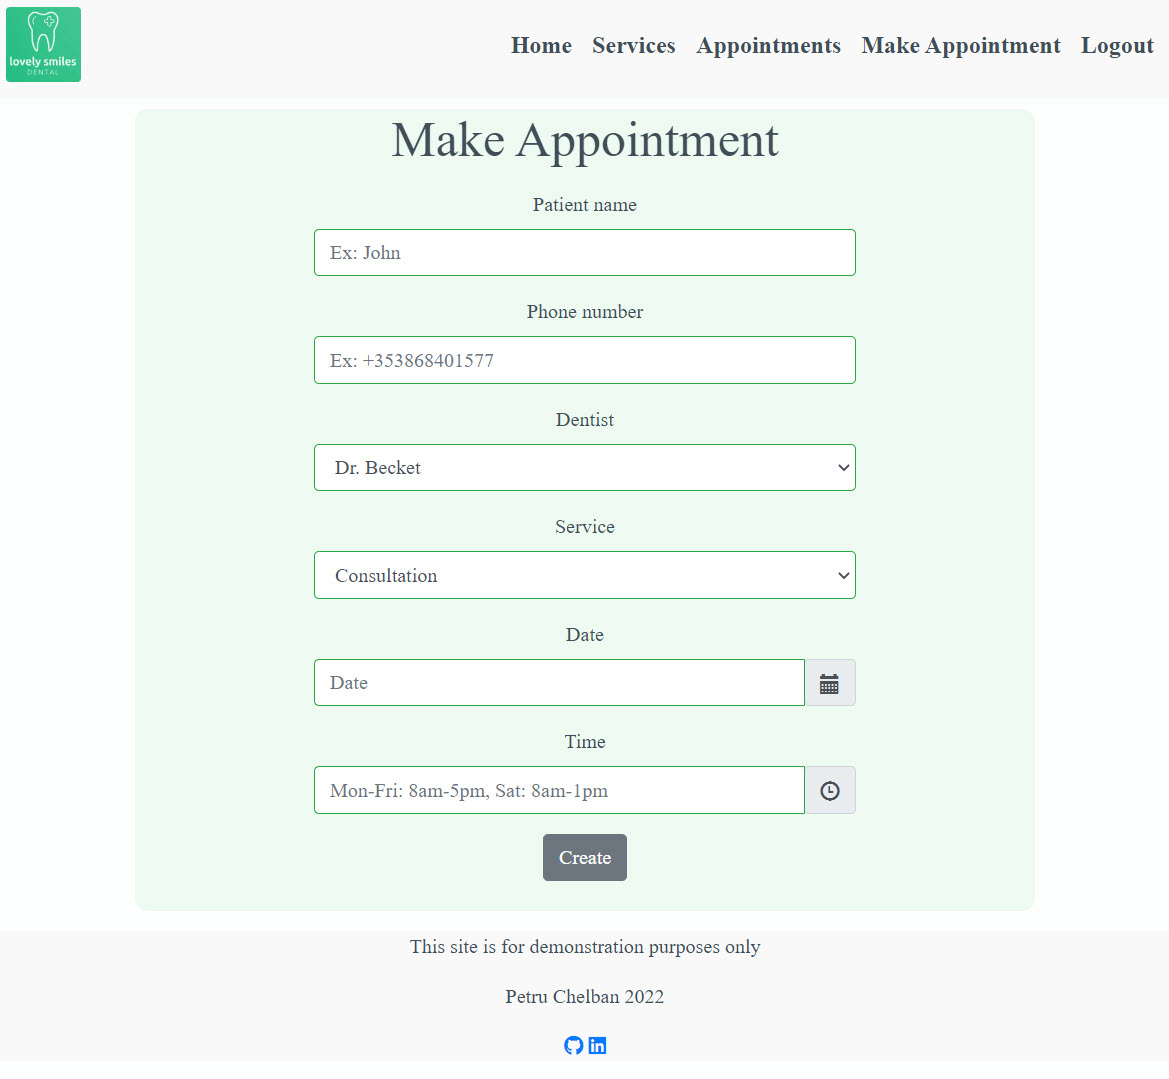 lovely smiles
DENTAL
Home Services Appointments Make Appointment Logout
Make Appointment
Patient name
Ex: John
Phone number
Ex: +353868401577
Dentist
Dr. Becket
Service
Consultation
Date
Date
Time
Mon-Fri: 8am-5pm, Sat: 8am-1pm
Create
This site is for demonstration purposes only
Petru Chelban 2022
in